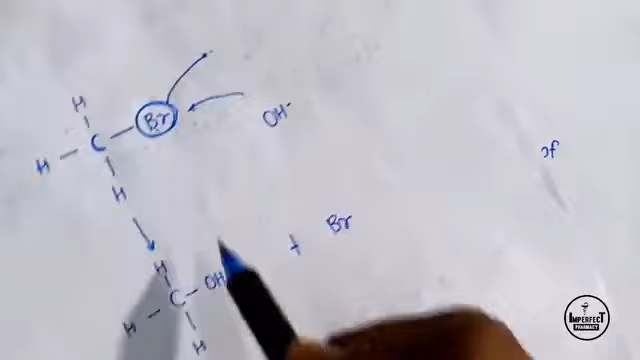 H
C Br OH⁻
H
H
of
H Br
C OH +
H
H
IMPERFECT
PHARMACY